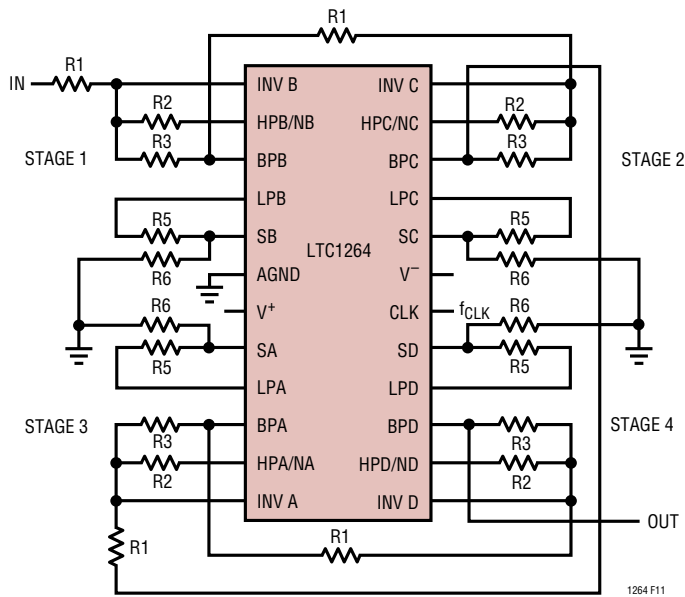 R1
IN
R1
INV B
INV C
R2
HPB/NB
HPC/NC
R2
R3
R3
STAGE 1
BPB
BPC
STAGE 2
LPB
LPC
R5
SB
SC
R5
LTC1264
R6
AGND
V⁻
R6
R6
V⁺
CLK
fCLK
R6
SA
SD
R5
R5
LPA
LPD
STAGE 3
BPA
BPD
STAGE 4
R3
R3
HPA/NA
HPD/ND
R2
R2
INV A
INV D
OUT
R1
R1
1264 F11